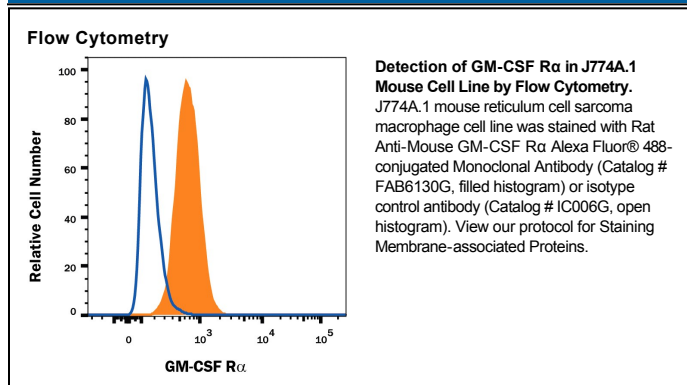 Flow Cytometry
100
80
60
40
20
0
Relative Cell Number
0 10³ 10⁴ 10⁵
GM-CSF Rα
Detection of GM-CSF Rα in J774A.1
Mouse Cell Line by Flow Cytometry.
J774A.1 mouse reticulum cell sarcoma
macrophage cell line was stained with Rat
Anti-Mouse GM-CSF Rα Alexa Fluor® 488-
conjugated Monoclonal Antibody (Catalog #
FAB6130G, filled histogram) or isotype
control antibody (Catalog # IC006G, open
histogram). View our protocol for Staining
Membrane-associated Proteins.